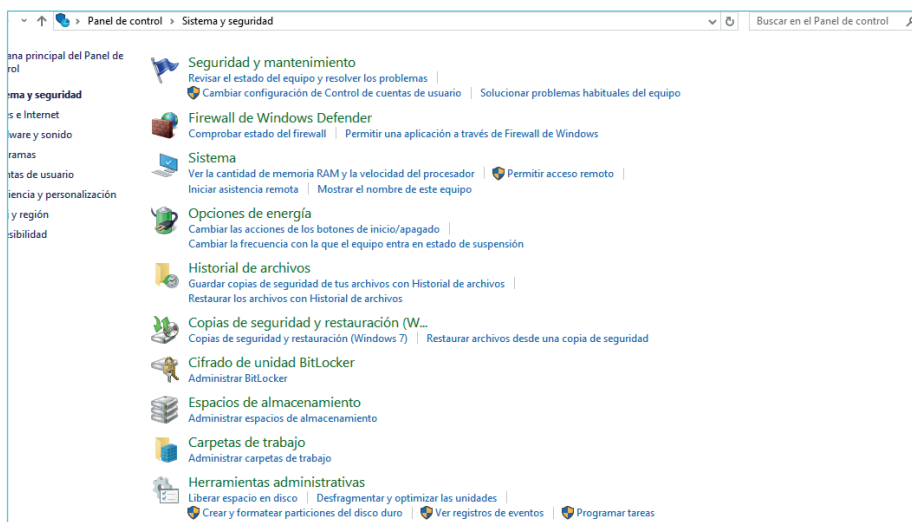 Panel de control > Sistema y seguridad
Buscar en el Panel de control
ana principal del Panel de
rol
ema y seguridad
es e Internet
ware y sonido
ramas
ntas de usuario
iencia y personalización
y región
sibilidad
Seguridad y mantenimiento
Revisar el estado del equipo y resolver los problemas
Cambiar configuración de Control de cuentas de usuario
Solucionar problemas habituales del equipo
Firewall de Windows Defender
Comprobar estado del firewall
Permitir una aplicación a través de Firewall de Windows
Sistema
Ver la cantidad de memoria RAM y la velocidad del procesador
Permitir acceso remoto
Iniciar asistencia remota
Mostrar el nombre de este equipo
Opciones de energía
Cambiar las acciones de los botones de inicio/apagado
Cambiar la frecuencia con la que el equipo entra en estado de suspensión
Historial de archivos
Guardar copias de seguridad de tus archivos con Historial de archivos
Restaurar los archivos con Historial de archivos
Copias de seguridad y restauración (W...
Copias de seguridad y restauración (Windows 7)
Restaurar archivos desde una copia de seguridad
Cifrado de unidad BitLocker
Administrar BitLocker
Espacios de almacenamiento
Administrar espacios de almacenamiento
Carpetas de trabajo
Administrar carpetas de trabajo
Herramientas administrativas
Liberar espacio en disco
Desfragmentar y optimizar las unidades
Crear y formatear particiones del disco duro
Ver registros de eventos
Programar tareas